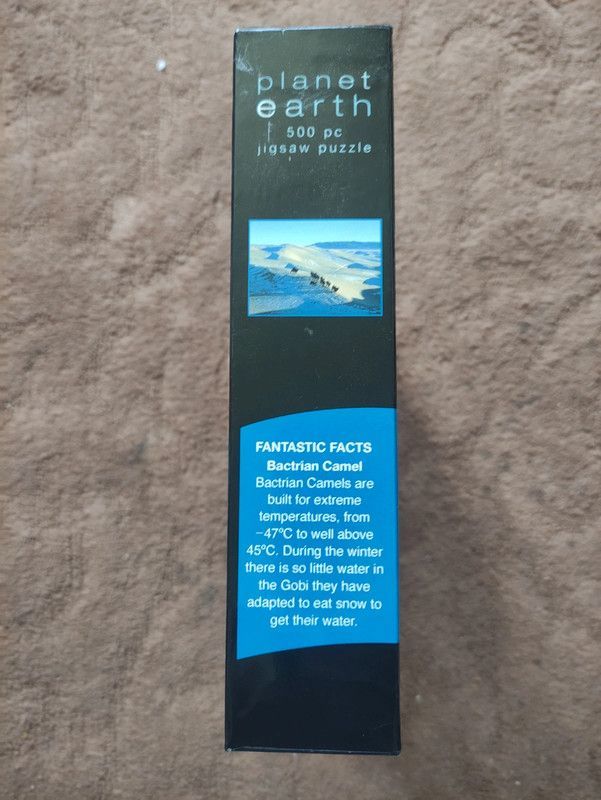 planet
earth
500 pc
jigsaw puzzle
FANTASTIC FACTS
Bactrian Camel
Bactrian Camels are
built for extreme
temperatures, from
−47ºC to well above
45ºC. During the winter
there is so little water in
the Gobi they have
adapted to eat snow to
get their water.